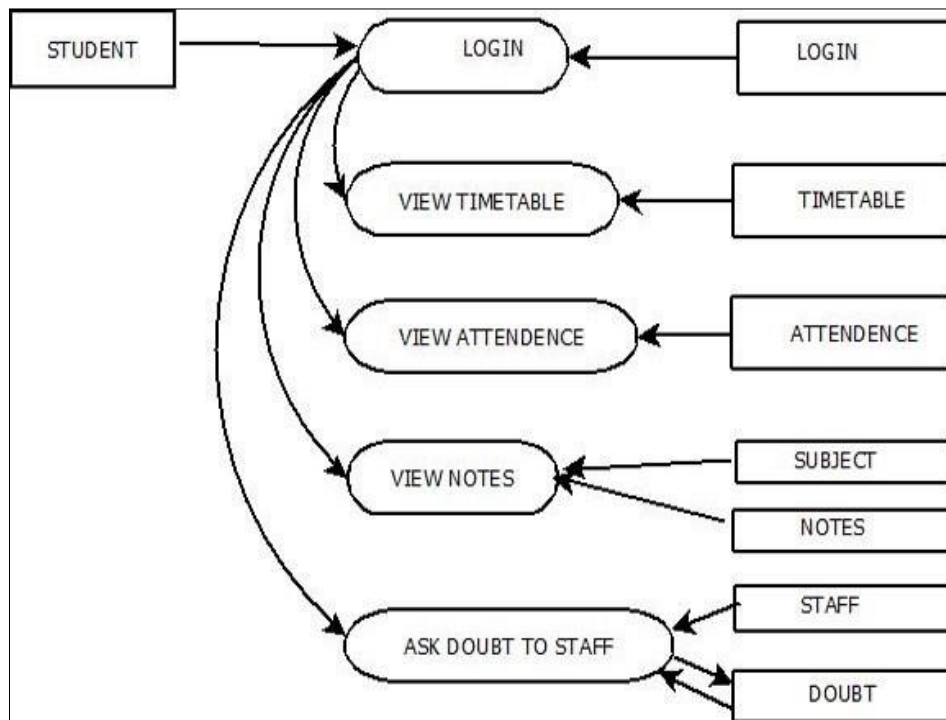 STUDENT
LOGIN
LOGIN
VIEW TIMETABLE
TIMETABLE
VIEW ATTENDENCE
ATTENDENCE
VIEW NOTES
SUBJECT
NOTES
ASK DOUBT TO STAFF
STAFF
DOUBT